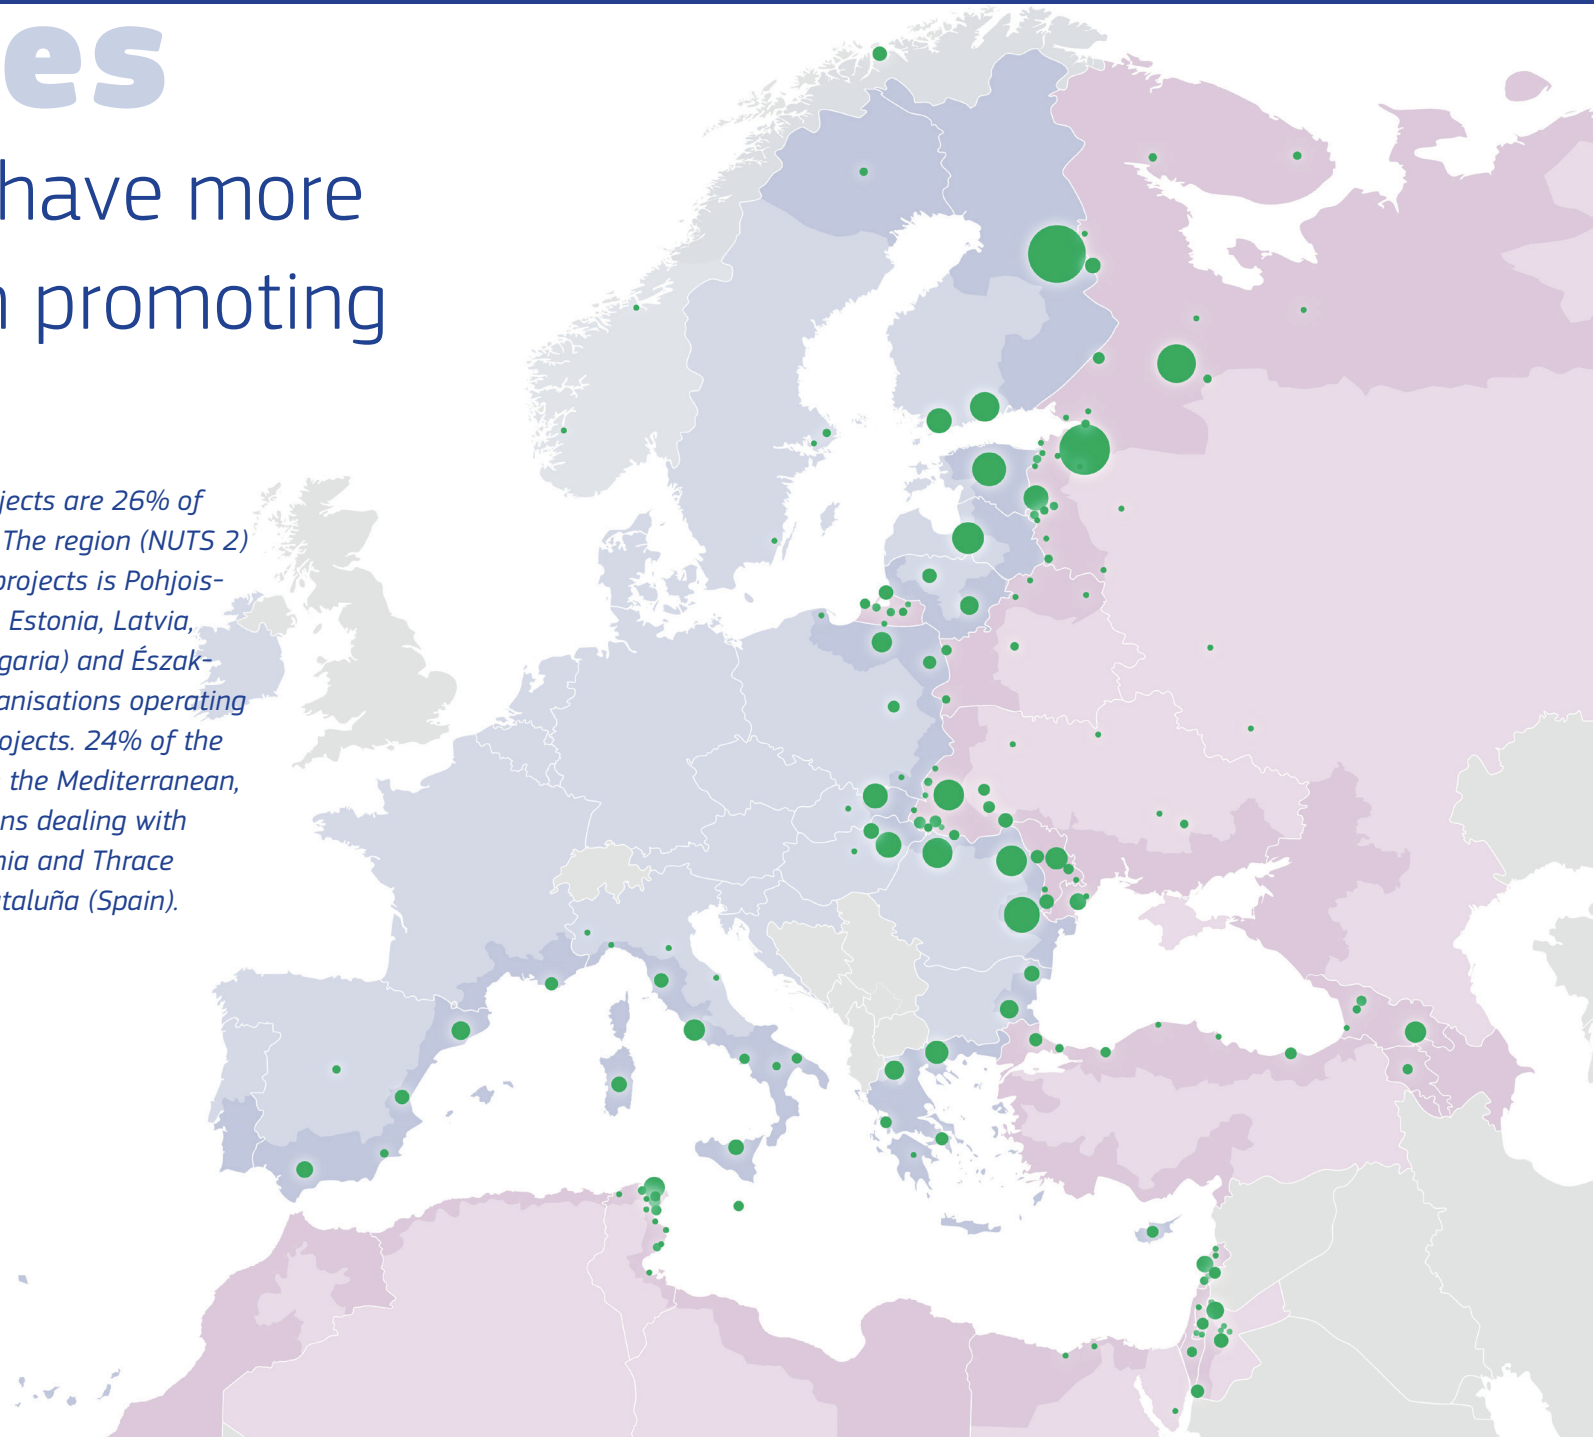 es
have more
n promoting
jects are 26% of
The region (NUTS 2)
projects is Pohjois-
Estonia, Latvia,
garia) and Észak-
anisations operating
ojects. 24% of the
the Mediterranean,
ns dealing with
nia and Thrace
taluña (Spain).